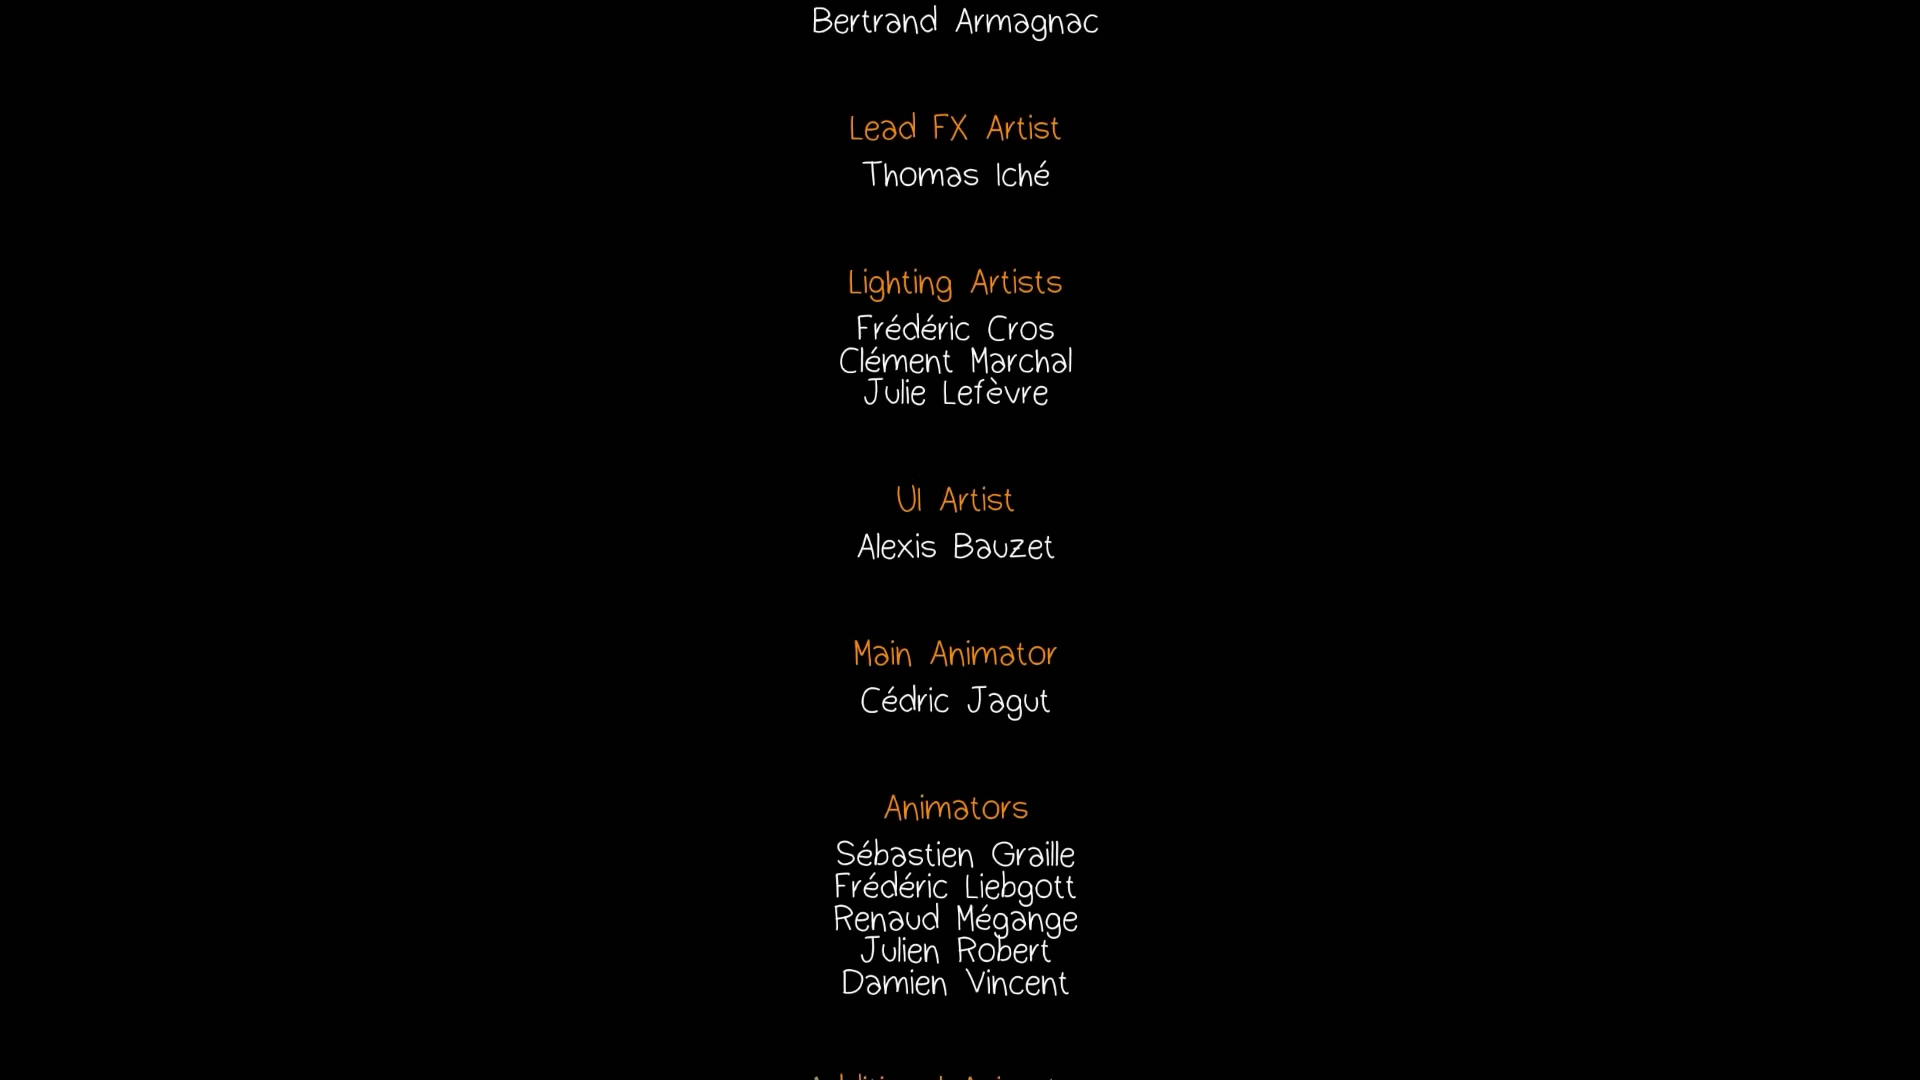 Bertrand Armagnac
Lead FX Artist
Thomas Iché
Lighting Artists
Frédéric Cros
Clément Marchal
Julie Lefèvre
UI Artist
Alexis Bauzet
Main Animator
Cédric Jagut
Animators
Sébastien Graille
Frédéric Liebgott
Renaud Mégange
Julien Robert
Damien Vincent